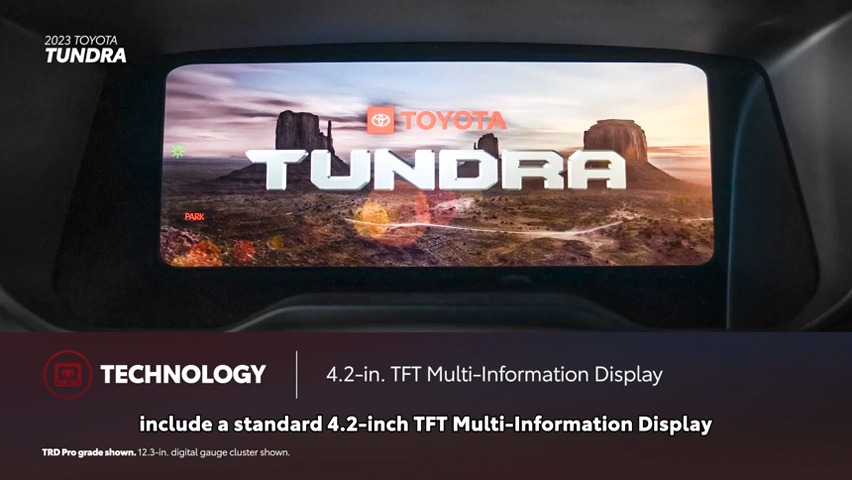 2023 TOYOTA
TUNDRA
TOYOTA
TUNDRA
PARK
TECHNOLOGY
4.2-in. TFT Multi-Information Display
include a standard 4.2-inch TFT Multi-Information Display
TRD Pro grade shown. 12.3-in. digital gauge cluster shown.